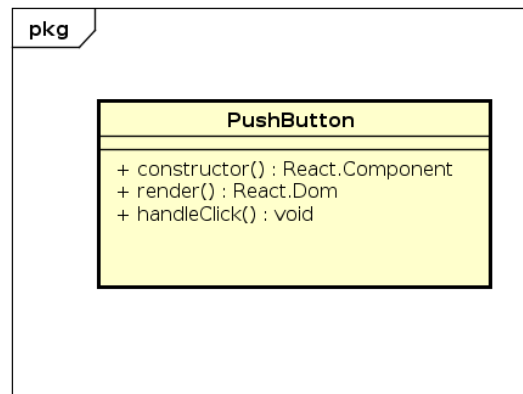 pkg
PushButton
+ constructor() : React.Component
+ render() : React.Dom
+ handleClick() : void